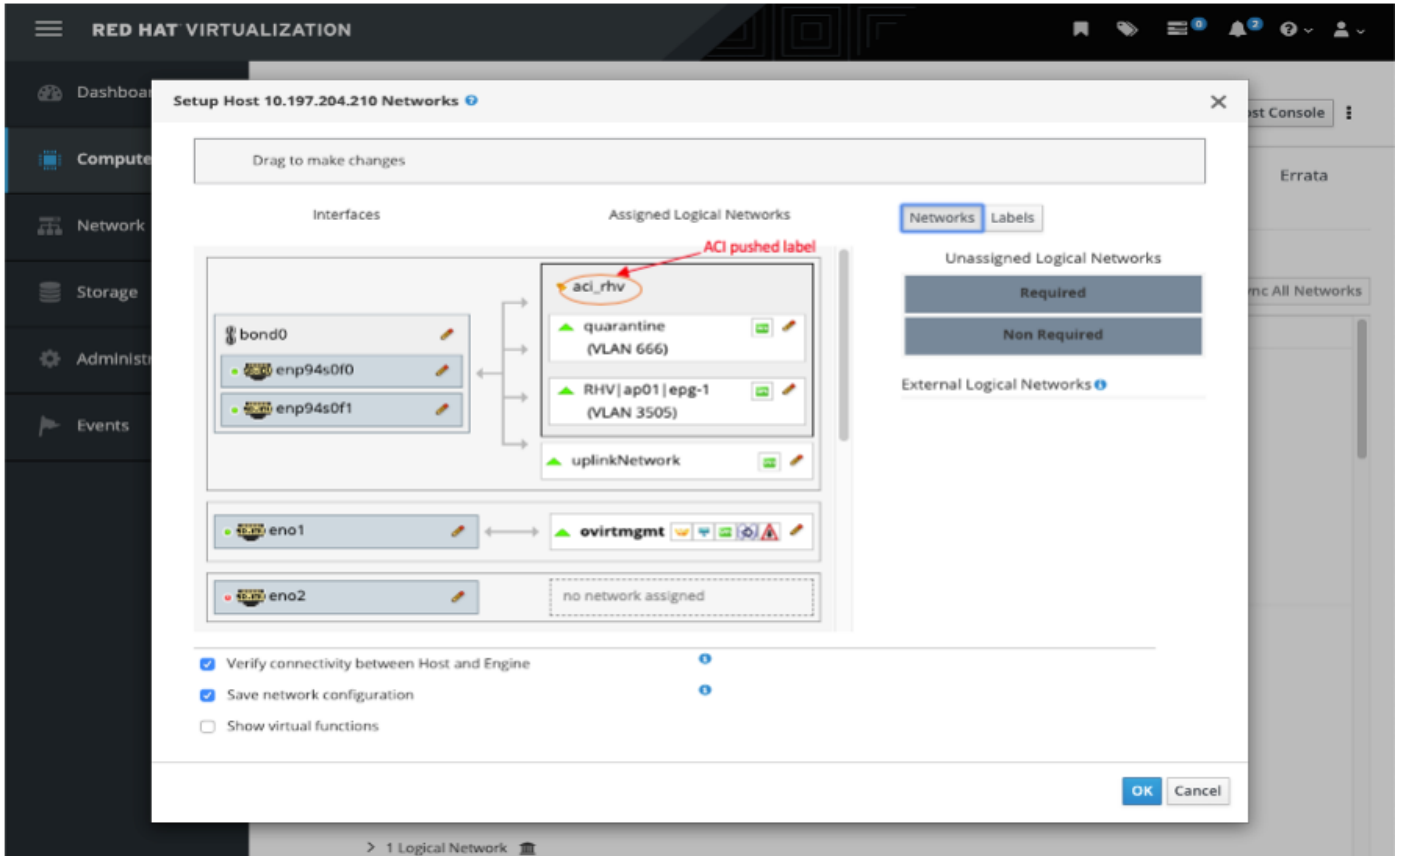 RED HAT VIRTUALIZATION
0
2
Dashboar
Compute
Network
Storage
Administr
Events
Setup Host 10.197.204.210 Networks
st Console
Errata
nc All Networks
Drag to make changes
Interfaces
Assigned Logical Networks
Networks
Labels
ACI pushed label
Unassigned Logical Networks
Required
Non Required
External Logical Networks
aci_rhv
bond0
enp94s0f0
enp94s0f1
quarantine
(VLAN 666)
RHV|ap01|epg-1
(VLAN 3505)
uplinkNetwork
eno1
ovirtmgmt
eno2
no network assigned
Verify connectivity between Host and Engine
Save network configuration
Show virtual functions
OK
Cancel
> 1 Logical Network